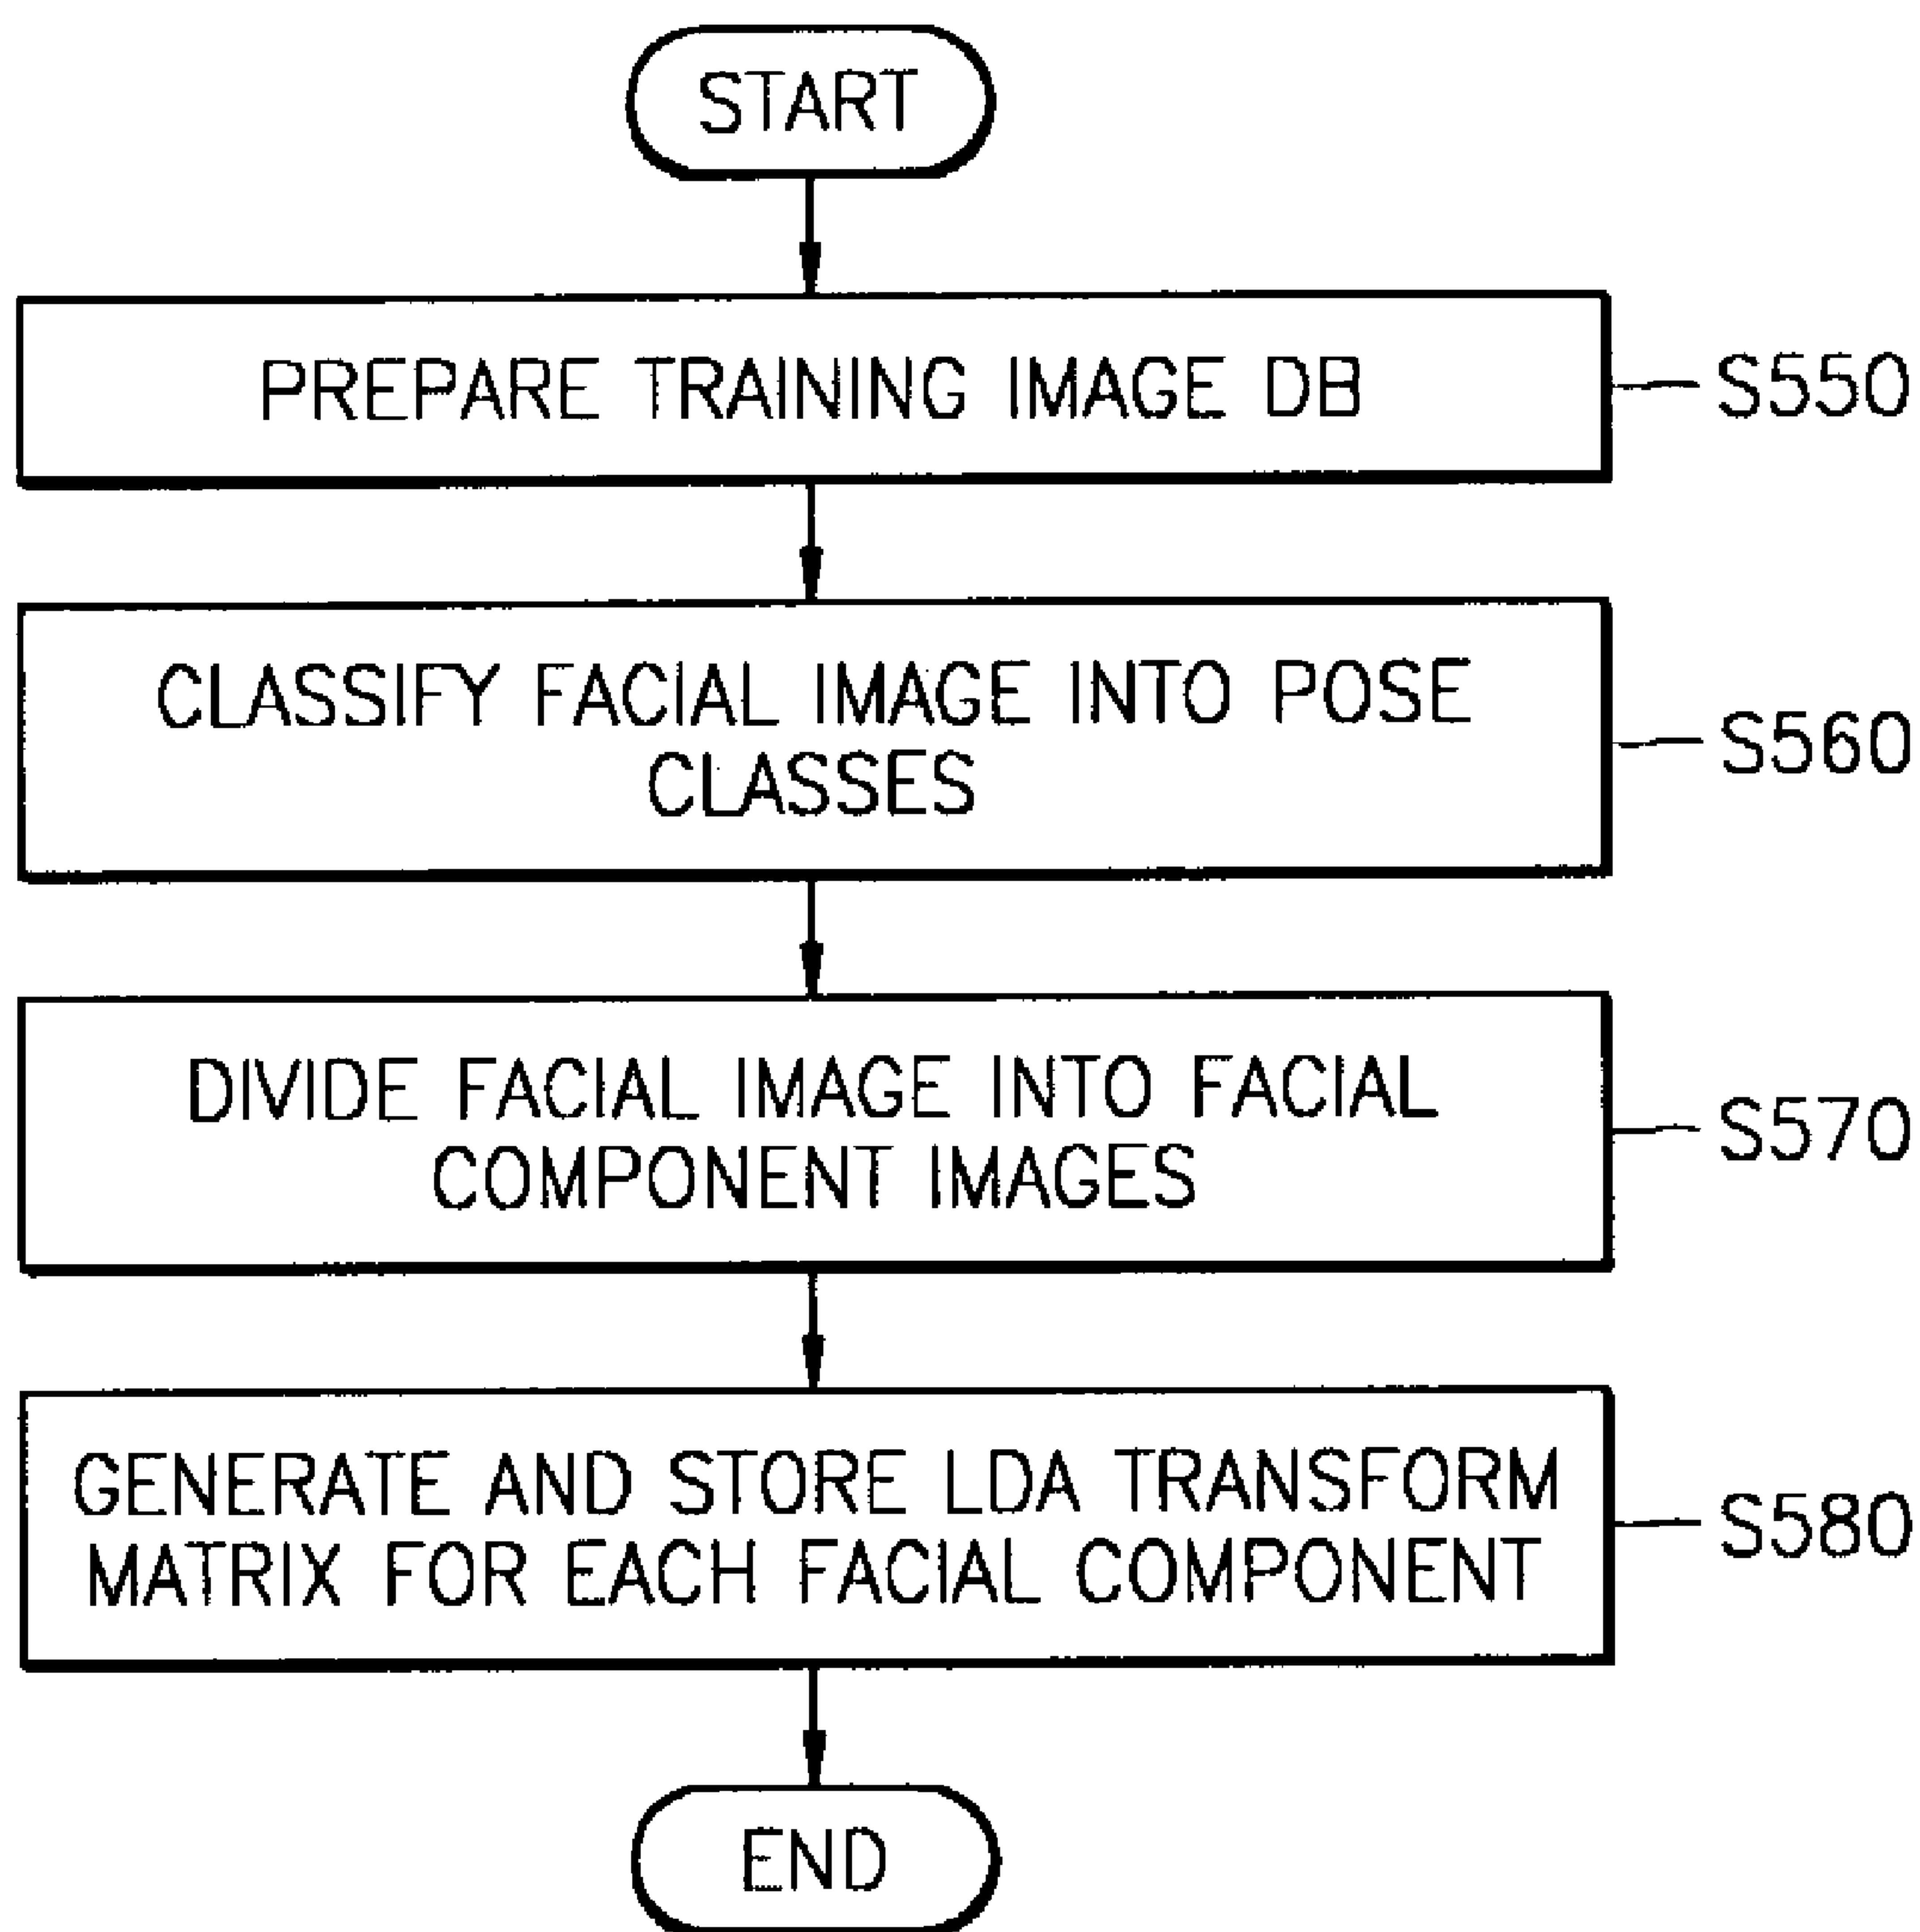 START
PREPARE TRAINING IMAGE DB
S550
CLASSIFY FACIAL IMAGE INTO POSE
CLASSES
S560
DIVIDE FACIAL IMAGE INTO FACIAL
COMPONENT IMAGES
S570
GENERATE AND STORE LDA TRANSFORM
MATRIX FOR EACH FACIAL COMPONENT
S580
END